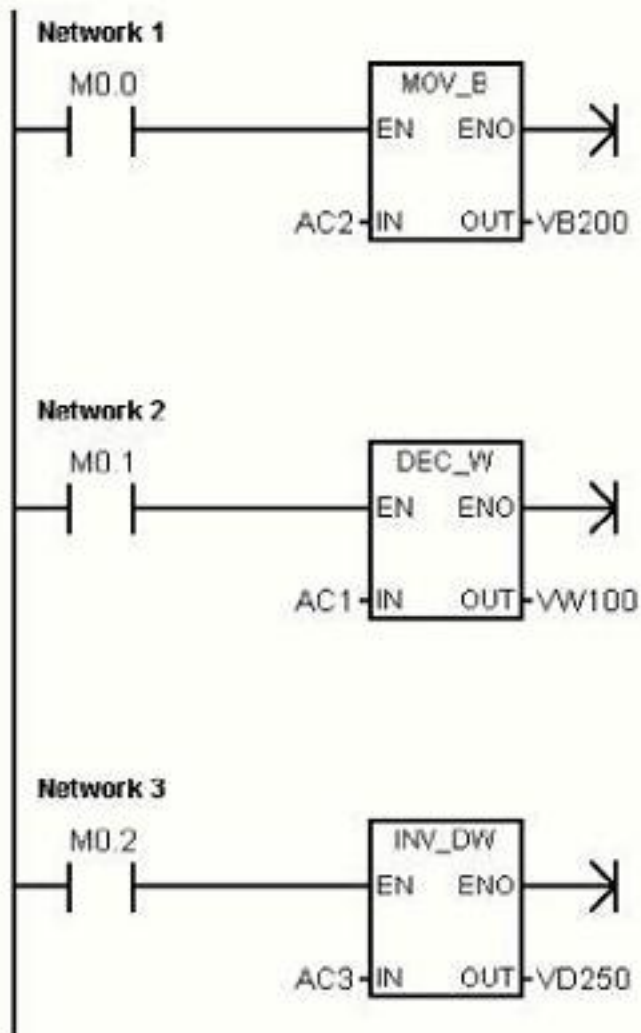 Network 1
M0.0
MOV_B
EN ENO
AC2 IN OUT VB200
Network 2
M0.1
DEC_W
EN ENO
AC1 IN OUT VW100
Network 3
M0.2
INV_DW
EN ENO
AC3 IN OUT VD250